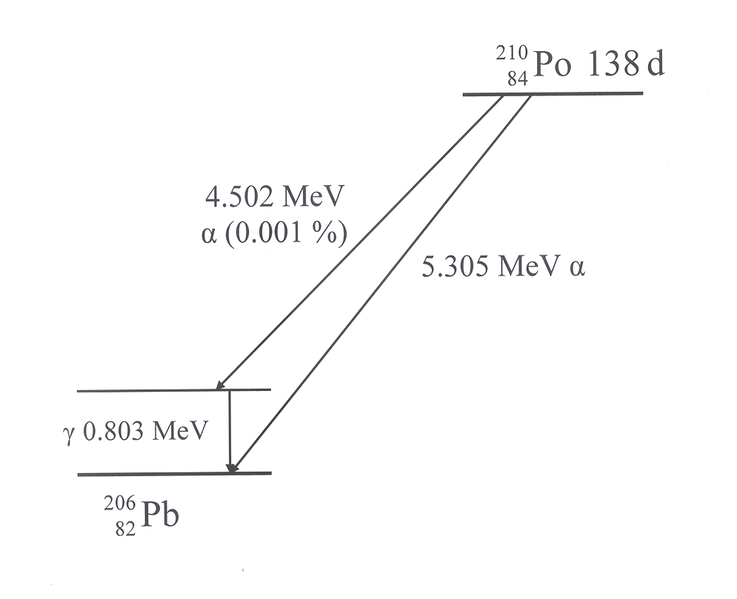 ²¹⁰₈₄Po 138 d
4.502 MeV
α (0.001 %)
5.305 MeV α
γ 0.803 MeV
²⁰⁶₈₂Pb